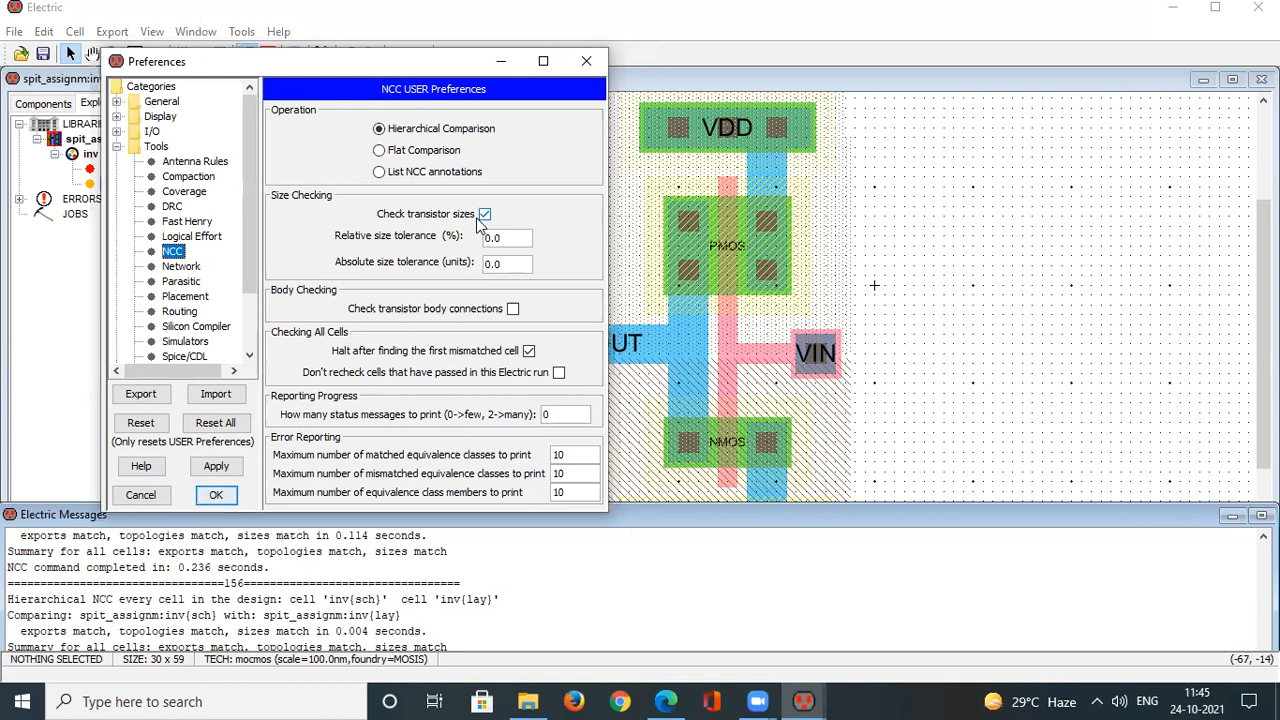 Electric
File Edit Cell Export View Window Tools Help
Preferences
spit_assignm:inv
Components Expl
LIBRARI
spit_as
inv
ERRORS
JOBS
Categories
General
Display
I/O
Tools
Antenna Rules
Compaction
Coverage
DRC
Fast Henry
Logical Effort
NCC
Network
Parasitic
Placement
Routing
Silicon Compiler
Simulators
Spice/CDL
Export Import
Reset Reset All
(Only resets USER Preferences)
Help Apply
Cancel OK
NCC USER Preferences
Operation
Hierarchical Comparison
Flat Comparison
List NCC annotations
Size Checking
Check transistor sizes
Relative size tolerance (%): 0.0
Absolute size tolerance (units): 0.0
Body Checking
Check transistor body connections
Checking All Cells
Halt after finding the first mismatched cell
Don't recheck cells that have passed in this Electric run
Reporting Progress
How many status messages to print (0->few, 2->many): 0
Error Reporting
Maximum number of matched equivalence classes to print 10
Maximum number of mismatched equivalence classes to print 10
Maximum number of equivalence class members to print 10
VDD
PMOS
UT
VIN
NMOS
Electric Messages
exports match, topologies match, sizes match in 0.114 seconds.
Summary for all cells: exports match, topologies match, sizes match
NCC command completed in: 0.236 seconds.
================================156================================
Hierarchical NCC every cell in the design: cell 'inv{sch}' cell 'inv{lay}'
Comparing: spit_assignm:inv{sch} with: spit_assignm:inv{lay}
exports match, topologies match, sizes match in 0.004 seconds.
Summary for all cells: exports match, topologies match, sizes match
NOTHING SELECTED SIZE: 30 x 59 TECH: mocmos (scale=100.0nm,foundry=MOSIS) (-67, -14)
Type here to search
29°C Haze ENG 11:45
24-10-2021